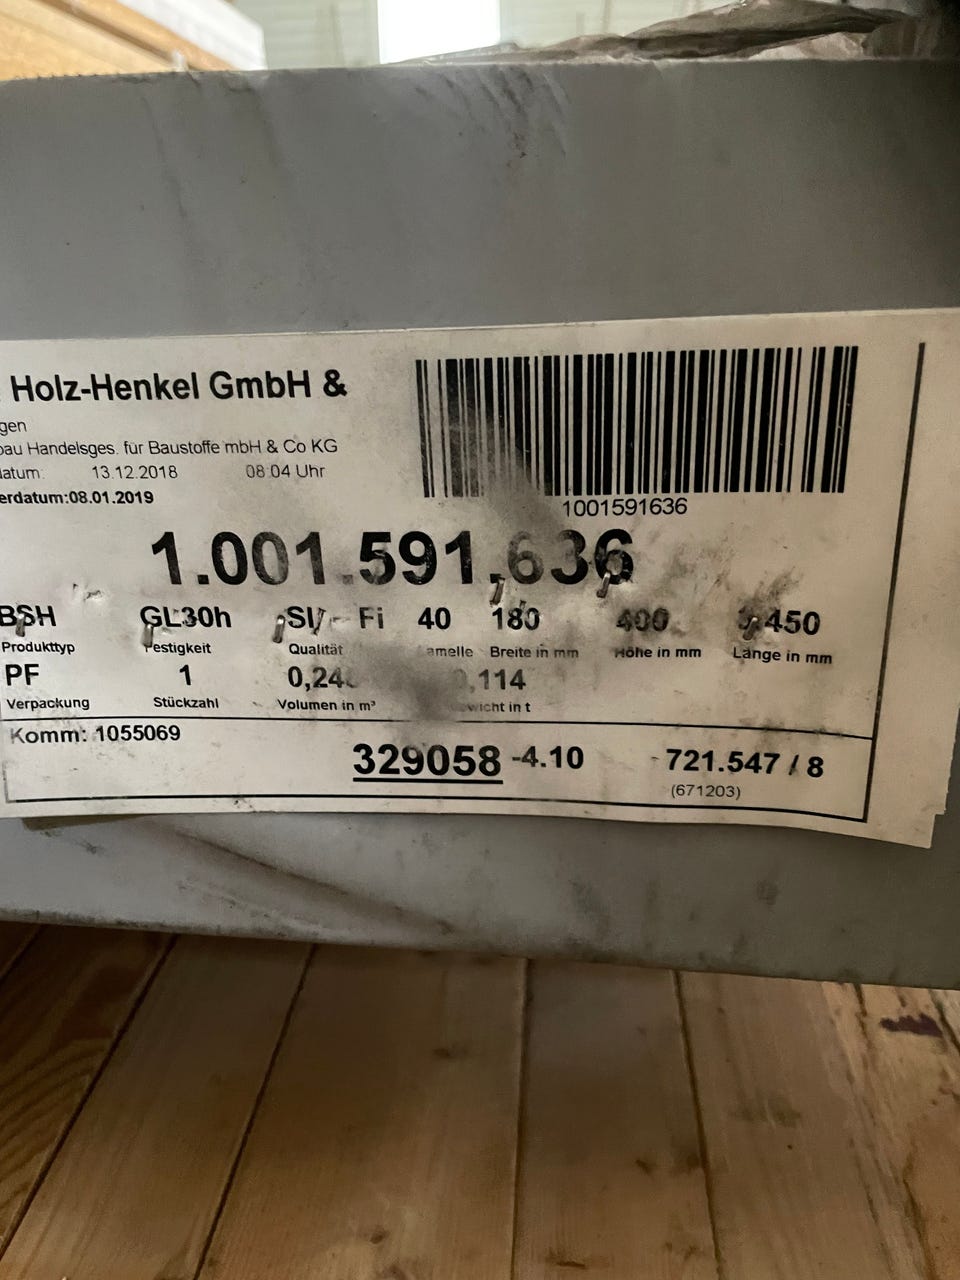 Holz-Henkel GmbH &
gen
bau Handelsges. für Baustoffe mbH & Co KG
datum: 13.12.2018 08:04 Uhr
erdatum:08.01.2019
1001591636
1.001.591.636
BSH GL30h SI/ Fi 40 180 400 450
Produkttyp Festigkeit Qualität amelle Breite in mm Höhe in mm Länge in mm
PF 1 0,24 ,114
Verpackung Stückzahl Volumen in m³ wicht in t
Komm: 1055069
329058 -4.10 721.547 / 8
(671203)